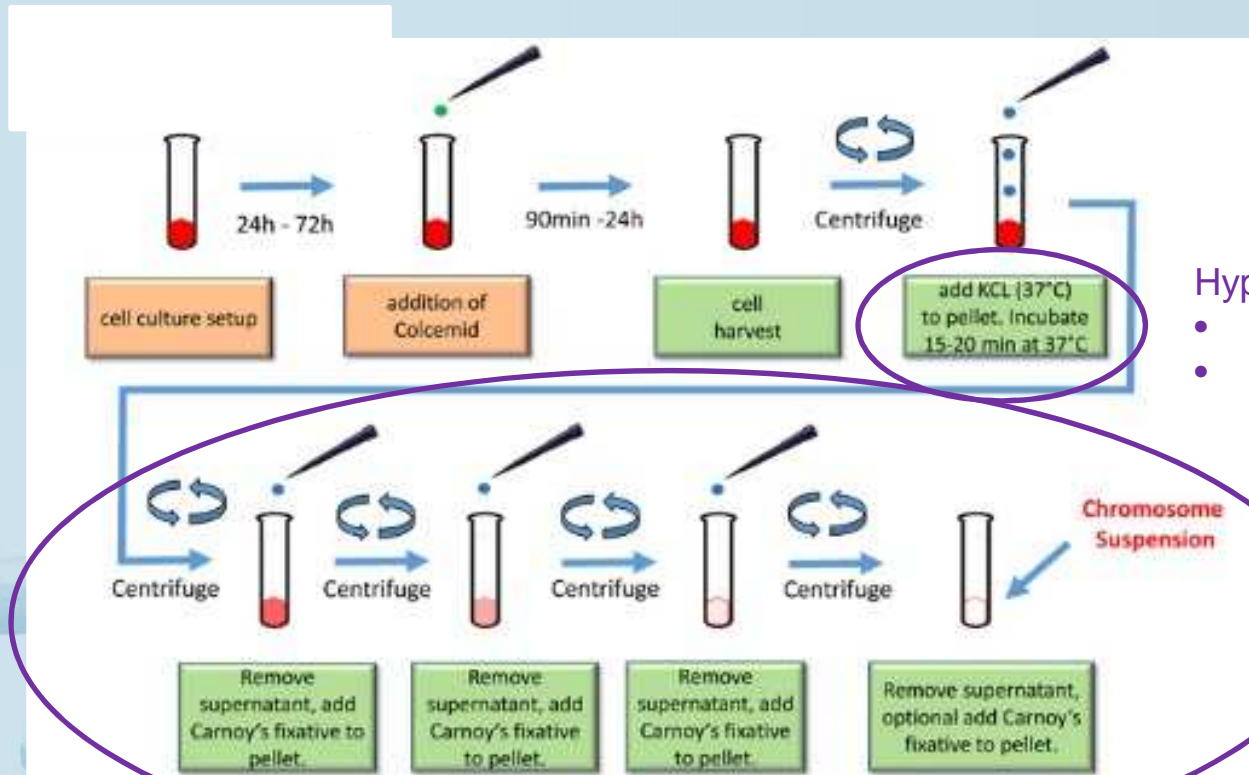 24h - 72h
90min -24h
Centrifuge
cell culture setup
addition of
Colcemid
cell
harvest
add KCL (37°C)
to pellet. Incubate
15-20 min at 37°C
Centrifuge
Centrifuge
Centrifuge
Centrifuge
Chromosome
Suspension
Remove
supernatant, add
Carnoy's fixative to
pellet.
Remove
supernatant, add
Carnoy's fixative
to pellet.
Remove
supernatant, add
Carnoy's fixative
to pellet.
Remove supernatant,
optional add Carnoy's
fixative to pellet.